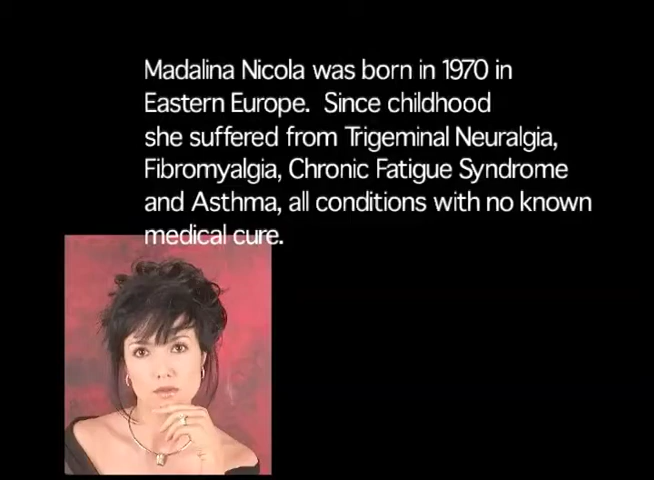 Madalina Nicola was born in 1970 in
Eastern Europe.  Since childhood
she suffered from Trigeminal Neuralgia,
Fibromyalgia, Chronic Fatigue Syndrome
and Asthma, all conditions with no known
medical cure.